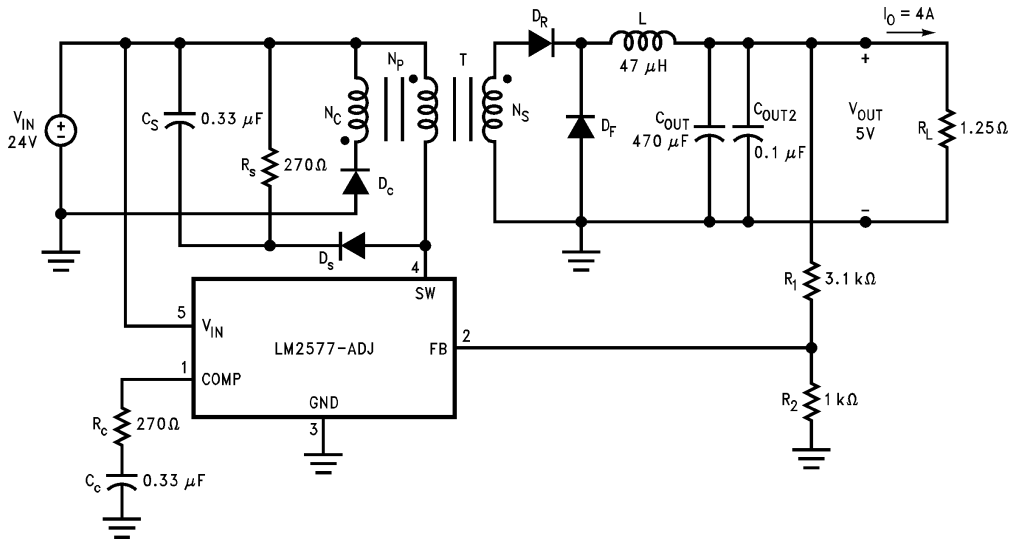 V_IN
24V
C_S
0.33 μF
R_s
270Ω
N_C
N_P
D_c
D_s
T
N_S
D_R
D_F
L
47 μH
C_OUT
470 μF
C_OUT2
0.1 μF
I_O = 4A
+
V_OUT
5V
−
R_L
1.25Ω
R_1
3.1 kΩ
R_2
1 kΩ
4
SW
5
V_IN
LM2577-ADJ
FB
2
1
COMP
GND
3
R_c
270Ω
C_c
0.33 μF